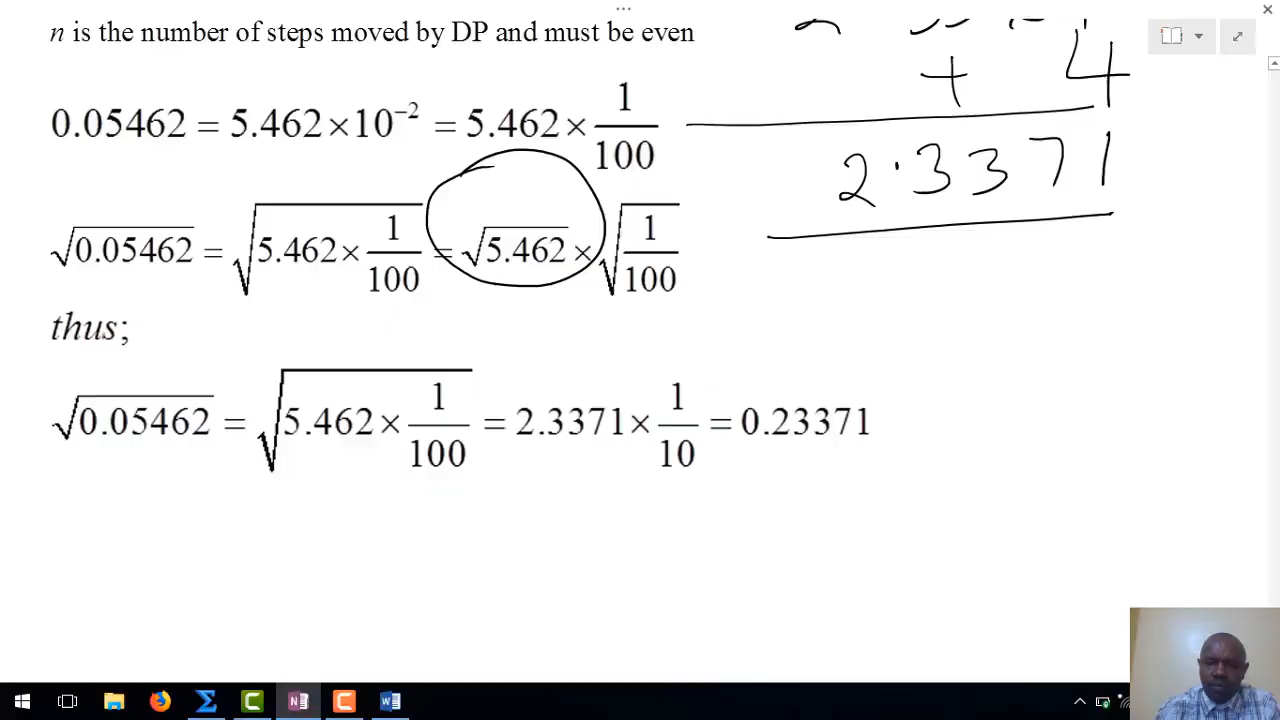 n is the number of steps moved by DP and must be even
+ 4
0.05462 = 5.462×10⁻² = 5.462× 1/100
2.3371
√0.05462 = √(5.462× 1/100) = √5.462 × √(1/100)
thus;
√0.05462 = √(5.462× 1/100) = 2.3371× 1/10 = 0.23371